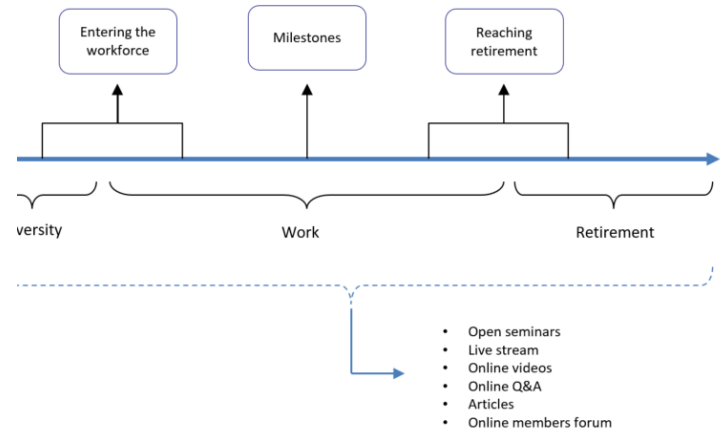 Entering the
workforce
Milestones
Reaching
retirement
versity
Work
Retirement
• Open seminars
• Live stream
• Online videos
• Online Q&A
• Articles
• Online members forum